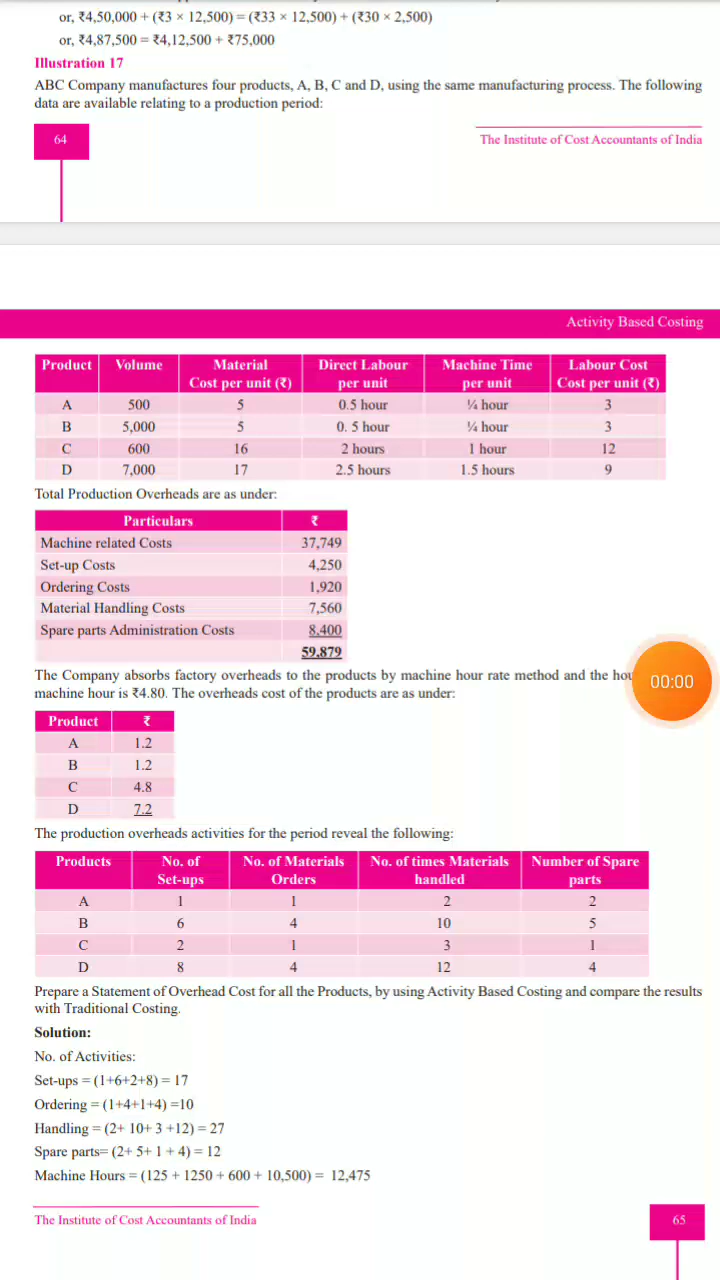 or, ₹4,50,000 + (₹3 × 12,500) = (₹33 × 12,500) + (₹30 × 2,500)
or, ₹4,87,500 = ₹4,12,500 + ₹75,000
Illustration 17
ABC Company manufactures four products, A, B, C and D, using the same manufacturing process. The following
data are available relating to a production period:
64
The Institute of Cost Accountants of India
Activity Based Costing
Product Volume Material Direct Labour Machine Time Labour Cost
Cost per unit (₹) per unit per unit Cost per unit (₹)
A 500 5 0.5 hour ¼ hour 3
B 5,000 5 0. 5 hour ¼ hour 3
C 600 16 2 hours 1 hour 12
D 7,000 17 2.5 hours 1.5 hours 9
Total Production Overheads are as under:
Particulars ₹
Machine related Costs 37,749
Set-up Costs 4,250
Ordering Costs 1,920
Material Handling Costs 7,560
Spare parts Administration Costs 8,400
59,879
The Company absorbs factory overheads to the products by machine hour rate method and the
00:00
machine hour is ₹4.80. The overheads cost of the products are as under:
Product ₹
A 1.2
B 1.2
C 4.8
D 7.2
The production overheads activities for the period reveal the following:
Products No. of No. of Materials No. of times Materials Number of Spare
Set-ups Orders handled parts
A 1 1 2 2
B 6 4 10 5
C 2 1 3 1
D 8 4 12 4
Prepare a Statement of Overhead Cost for all the Products, by using Activity Based Costing and compare the results
with Traditional Costing.
Solution:
No. of Activities:
Set-ups = (1+6+2+8) = 17
Ordering = (1+4+1+4) =10
Handling = (2+ 10+ 3 +12) = 27
Spare parts= (2+ 5+ 1 + 4) = 12
Machine Hours = (125 + 1250 + 600 + 10,500) = 12,475
The Institute of Cost Accountants of India
65